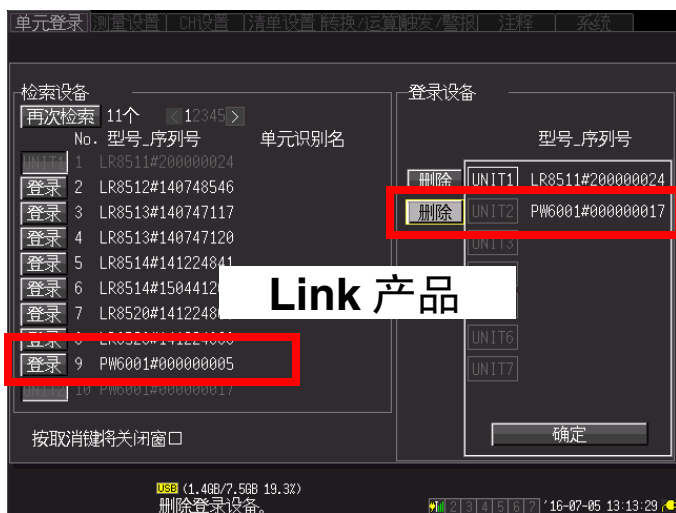 单元登录 测量设置 CH设置 清单设置 转换/运算 触发/警报 注释 系统
检索设备
再次检索 11个 <12345>
No. 型号_序列号 单元识别名
UNIT1 1 LR8511#200000024
登录 2 LR8512#140748546
登录 3 LR8513#140747117
登录 4 LR8513#140747120
登录 5 LR8514#141224841
登录 6 LR8514#1504412
登录 7 LR8520#1412248
登录 8
登录 9 PW6001#000000005
UNIT2 10 PW6001#000000017
按取消键将关闭窗口
登录设备
型号_序列号
删除 UNIT1 LR8511#200000024
删除 UNIT2 PW6001#000000017
UNIT3
UNIT6
UNIT7
确定
Link 产品
USB (1.4GB/7.5GB 19.3%)
删除登录设备。
2 3 4 5 6 7 '16-07-05 13:13:29